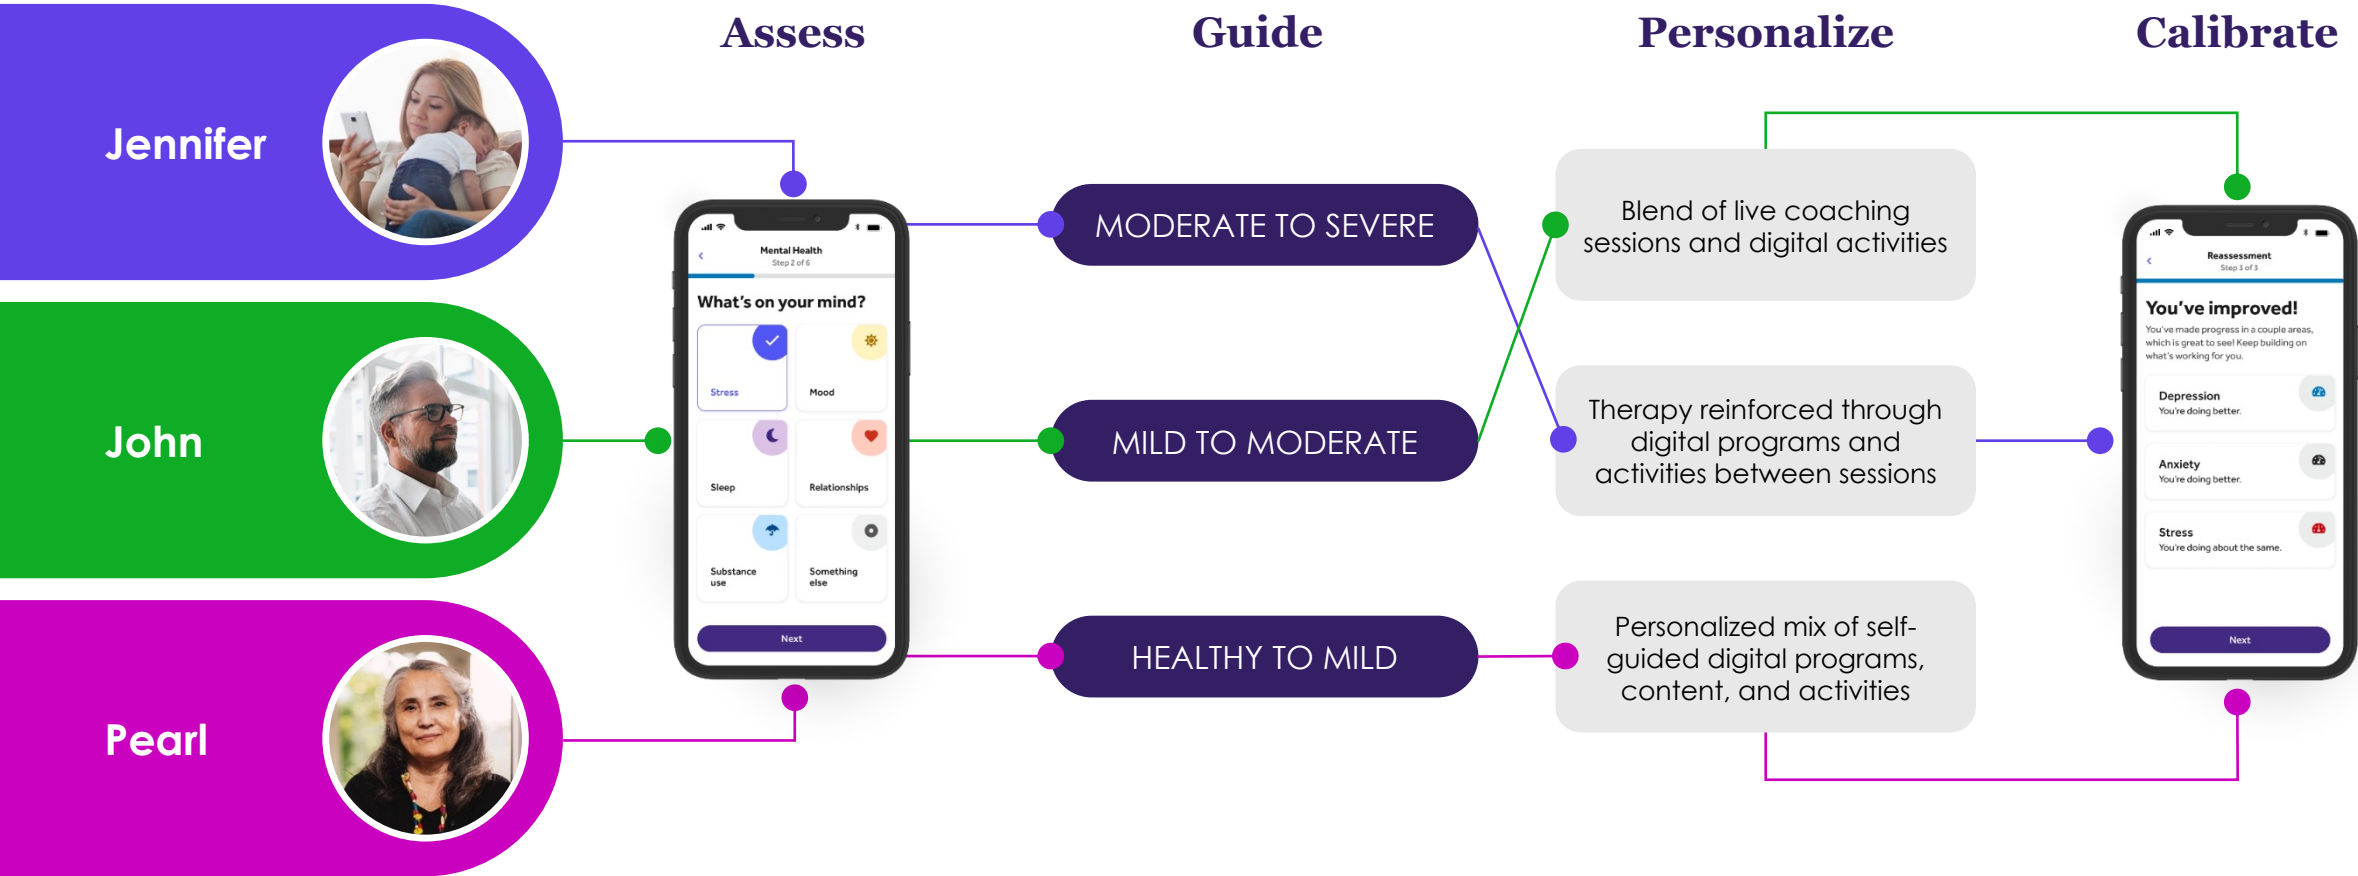 Assess
Guide
Personalize
Calibrate
Jennifer
John
Pearl
Mental Health
Step 2 of 6
What's on your mind?
Stress
Mood
Sleep
Relationships
Substance
use
Something
else
Next
MODERATE TO SEVERE
MILD TO MODERATE
HEALTHY TO MILD
Blend of live coaching
sessions and digital activities
Therapy reinforced through
digital programs and
activities between sessions
Personalized mix of self-
guided digital programs,
content, and activities
Reassessment
Step 3 of 3
You've improved!
You've made progress in a couple areas,
which is great to see! Keep building on
what's working for you.
Depression
You're doing better.
Anxiety
You're doing better.
Stress
You're doing about the same.
Next